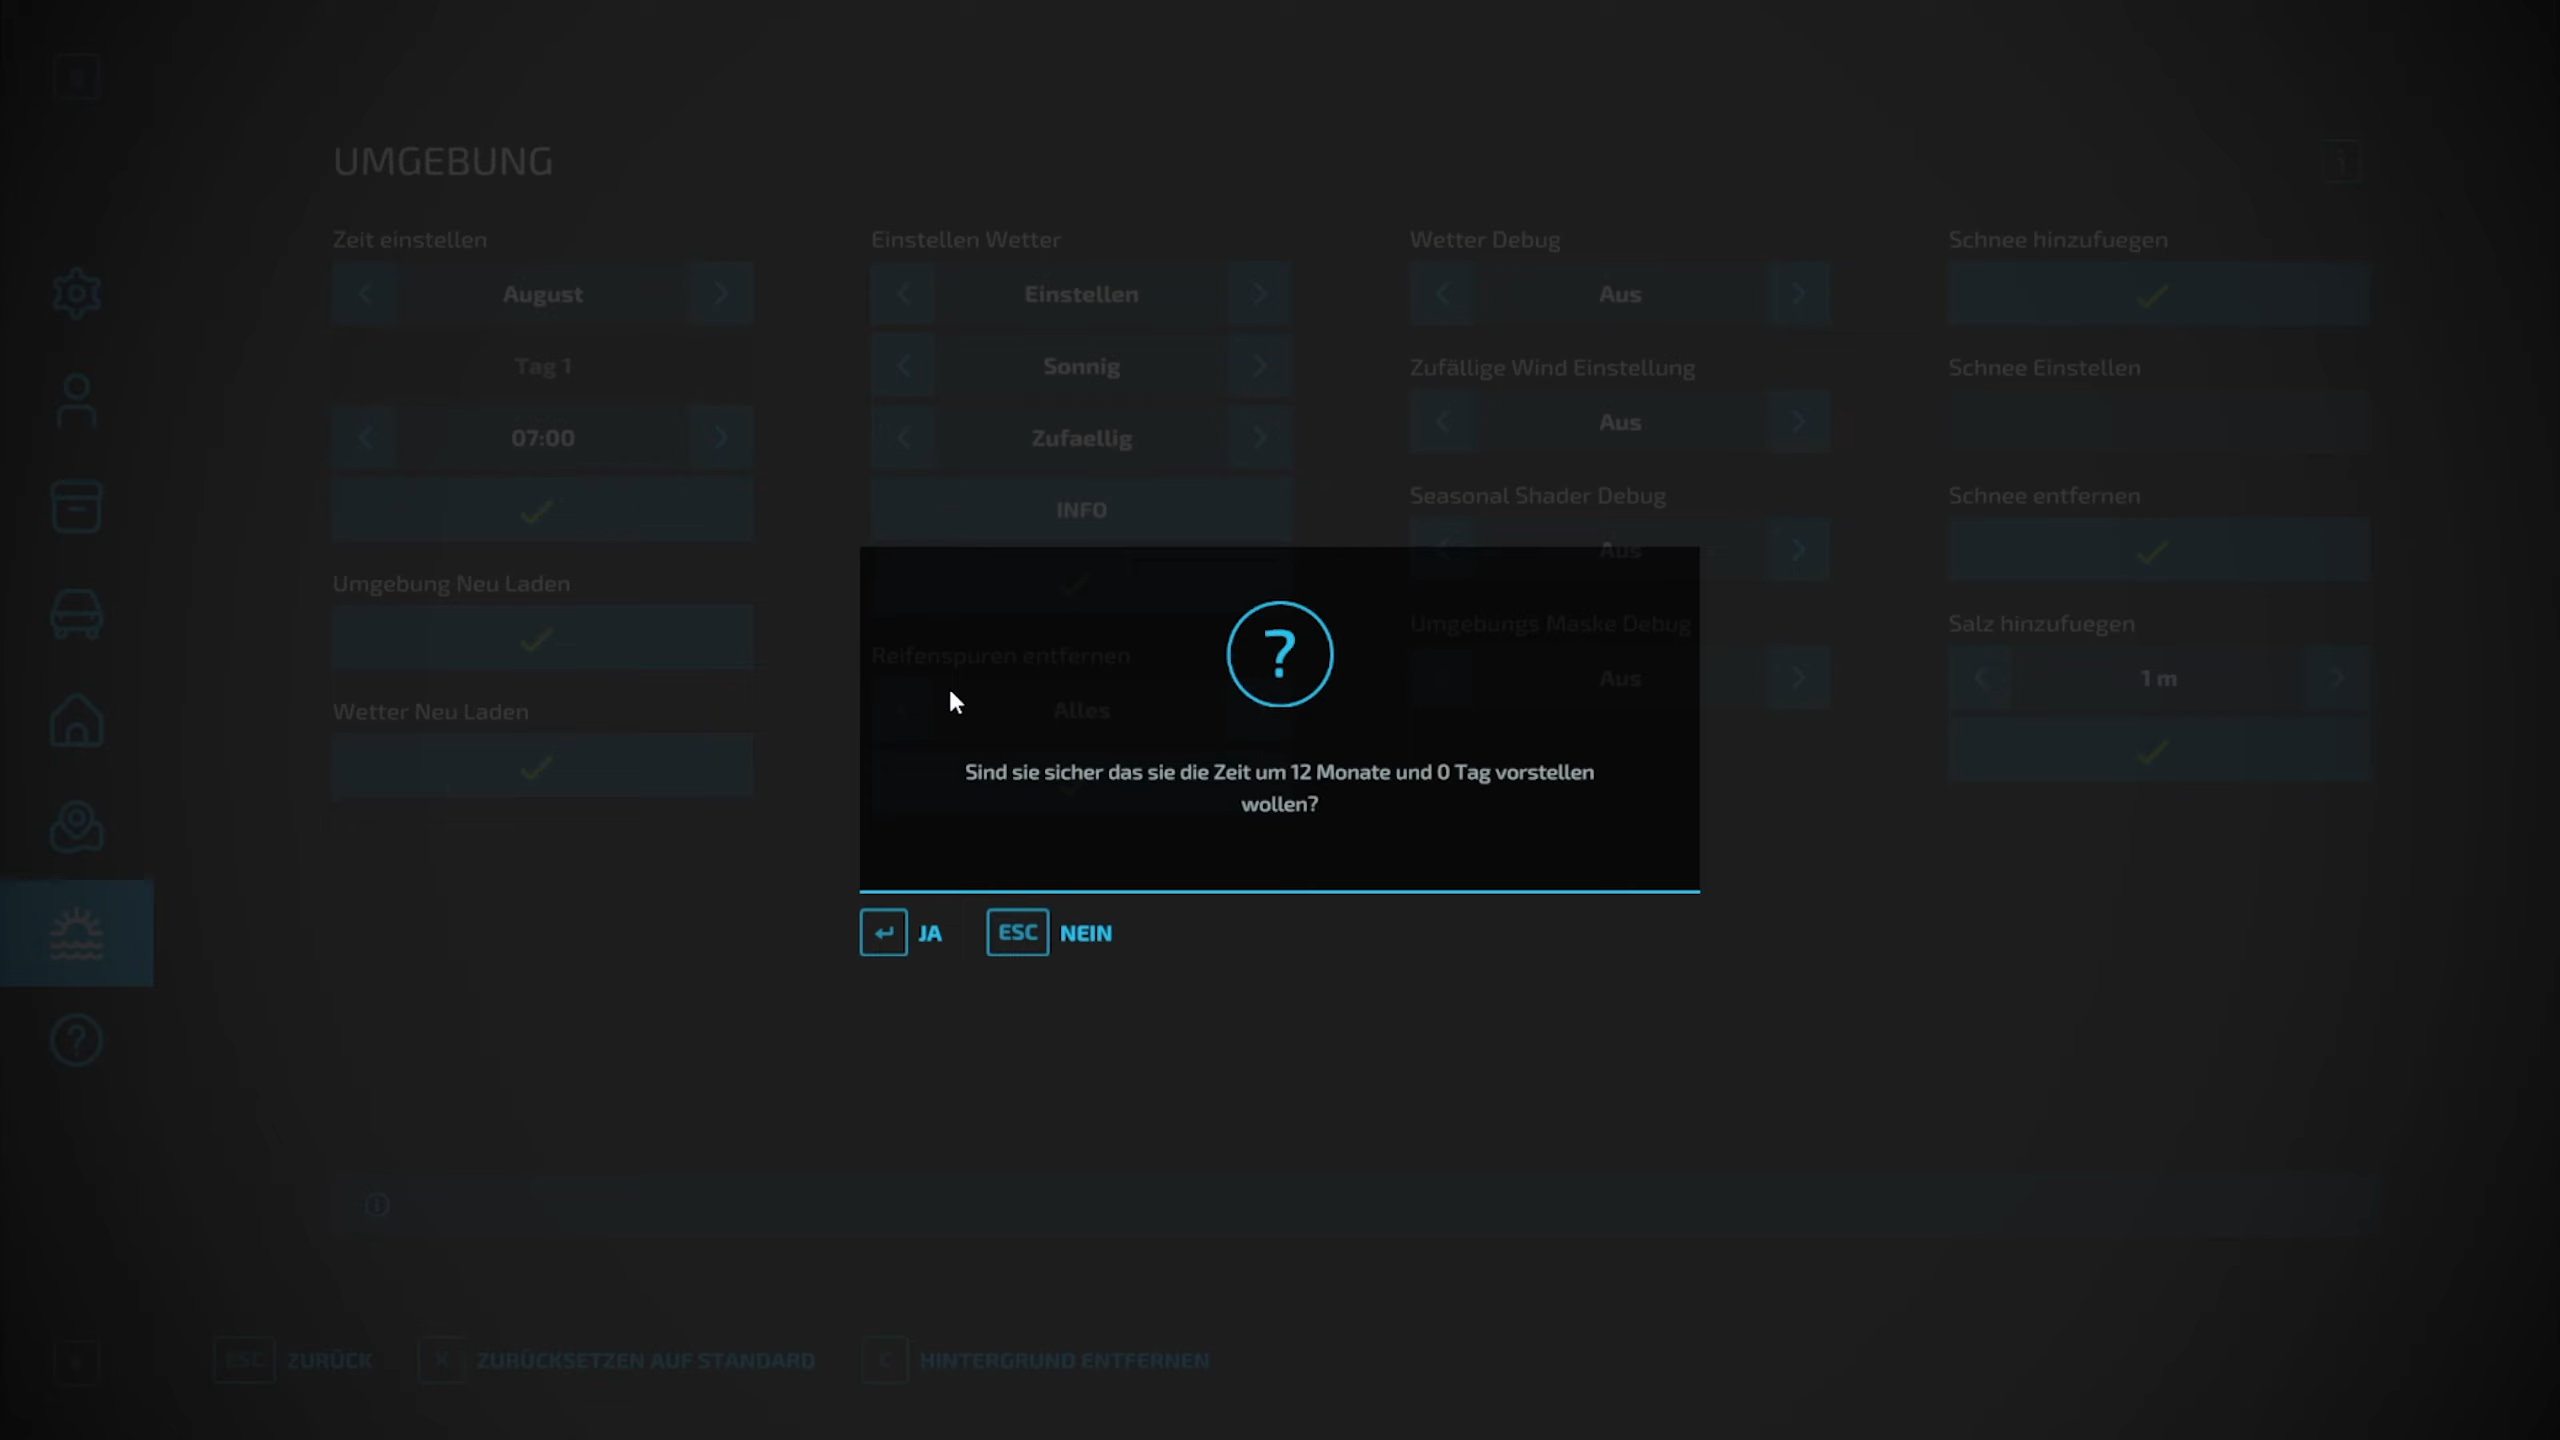 UMGEBUNG
Zeit einstellen
August
Tag 1
07:00
Umgebung Neu Laden
Wetter Neu Laden
Einstellen Wetter
Einstellen
Sonnig
Zufaellig
INFO
Reifenspuren entfernen
Alles
Wetter Debug
Aus
Zufällige Wind Einstellung
Aus
Seasonal Shader Debug
Aus
Umgebungs Maske Debug
Aus
Schnee hinzufuegen
Schnee Einstellen
Schnee entfernen
Salz hinzufuegen
1 m
?
Sind sie sicher das sie die Zeit um 12 Monate und 0 Tag vorstellen
wollen?
JA ESC NEIN
ESC ZURÜCK X ZURÜCKSETZEN AUF STANDARD C HINTERGRUND ENTFERNEN